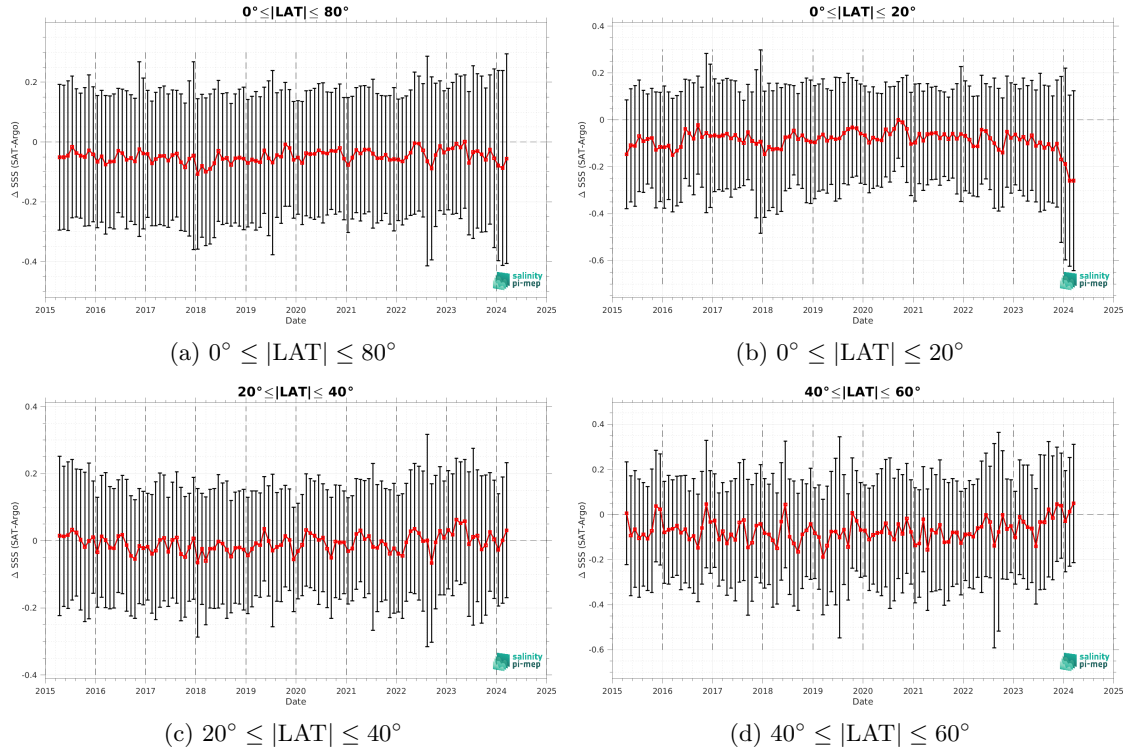 0°≤|LAT|≤ 80°
Δ SSS (SAT-Argo)
0.2
0
-0.2
-0.4
2015 2016 2017 2018 2019 2020 2021 2022 2023 2024 2025
Date
salinity
pi-mep
(a) 0° ≤ |LAT| ≤ 80°
0°≤|LAT|≤ 20°
Δ SSS (SAT-Argo)
0.4
0.2
0
-0.2
-0.4
-0.6
2015 2016 2017 2018 2019 2020 2021 2022 2023 2024 2025
Date
salinity
pi-mep
(b) 0° ≤ |LAT| ≤ 20°
20°≤|LAT|≤ 40°
Δ SSS (SAT-Argo)
0.4
0.2
0
-0.2
-0.4
2015 2016 2017 2018 2019 2020 2021 2022 2023 2024 2025
Date
salinity
pi-mep
(c) 20° ≤ |LAT| ≤ 40°
40°≤|LAT|≤ 60°
Δ SSS (SAT-Argo)
0.4
0.2
0
-0.2
-0.4
-0.6
2015 2016 2017 2018 2019 2020 2021 2022 2023 2024 2025
Date
salinity
pi-mep
(d) 40° ≤ |LAT| ≤ 60°